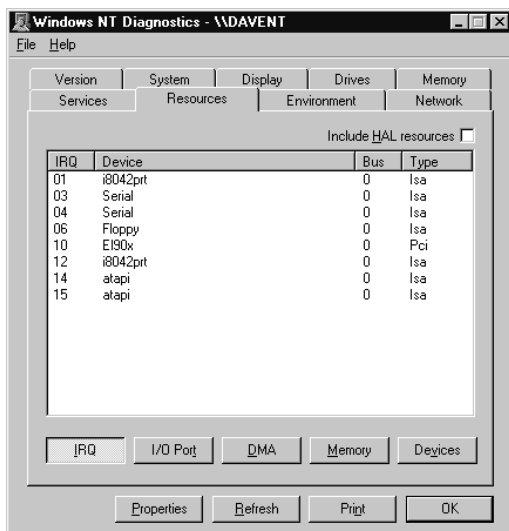 Windows NT Diagnostics - \\DAVENT
File Help
Version System Display Drives Memory
Services Resources Environment Network
Include HAL resources
IRQ Device Bus Type
01 i8042prt 0 Isa
03 Serial 0 Isa
04 Serial 0 Isa
06 Floppy 0 Isa
10 El90x 0 Pci
12 i8042prt 0 Isa
14 atapi 0 Isa
15 atapi 0 Isa
IRQ I/O Port DMA Memory Devices
Properties Refresh Print OK